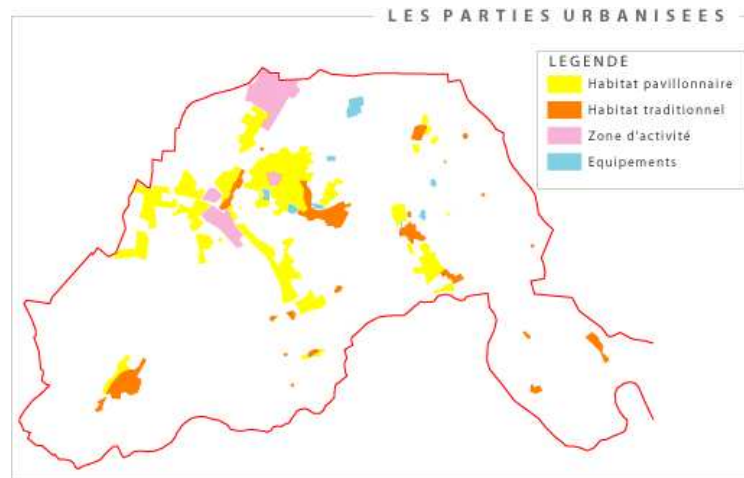 LES PARTIES URBANISEES
LEGENDE
Habitat pavillonnaire
Habitat traditionnel
Zone d'activité
Equipements